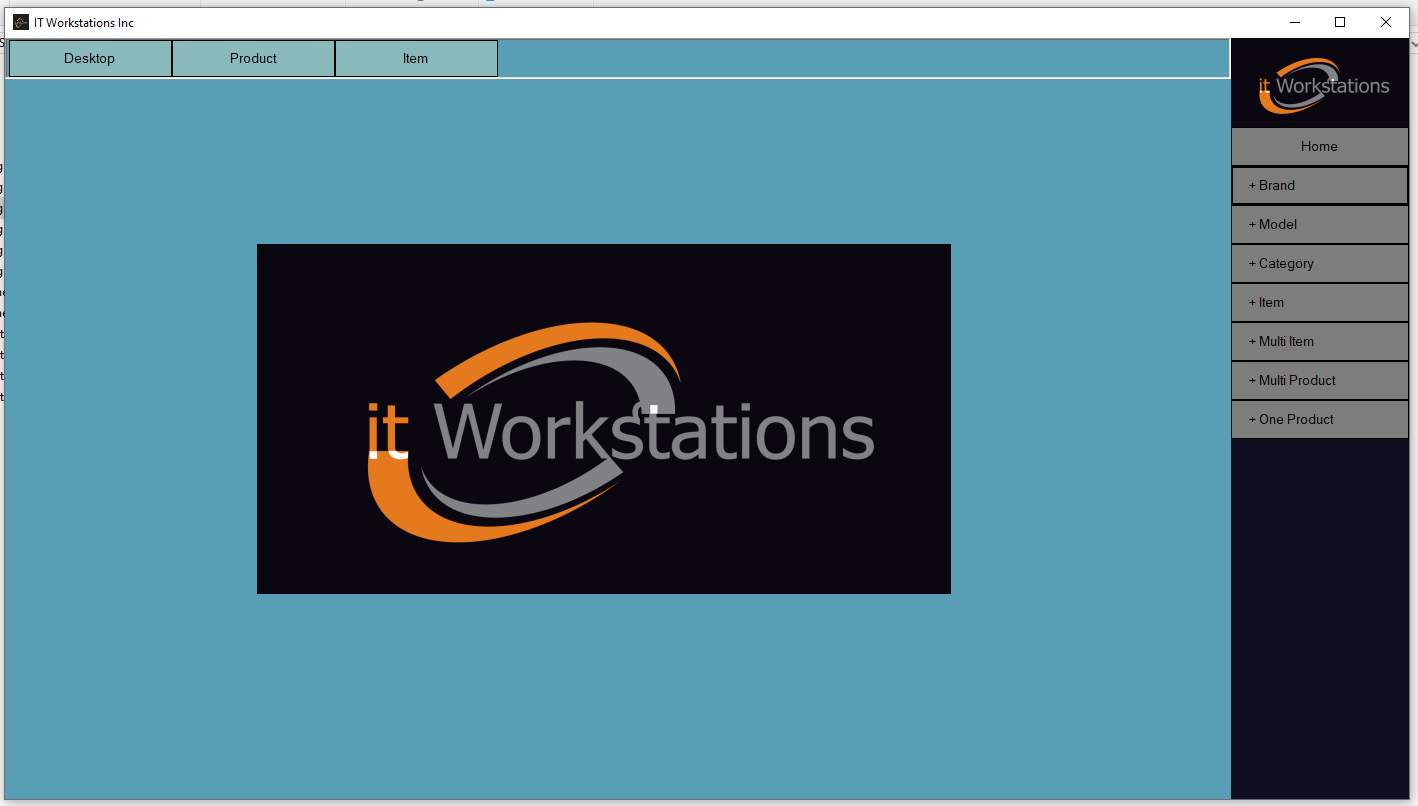 IT Workstations Inc
Desktop
Product
Item
it Workstations
Home
+ Brand
+ Model
+ Category
+ Item
+ Multi Item
+ Multi Product
+ One Product
it Workstations